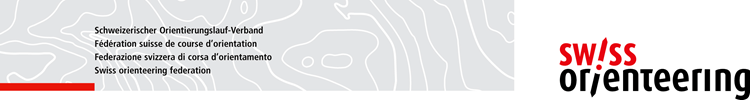 Schweizerischer Orientierungslauf-Verband
Fédération suisse de course d'orientation
Federazione svizzera di corsa d'orientamento
Swiss orienteering federation
swiss
orienteering